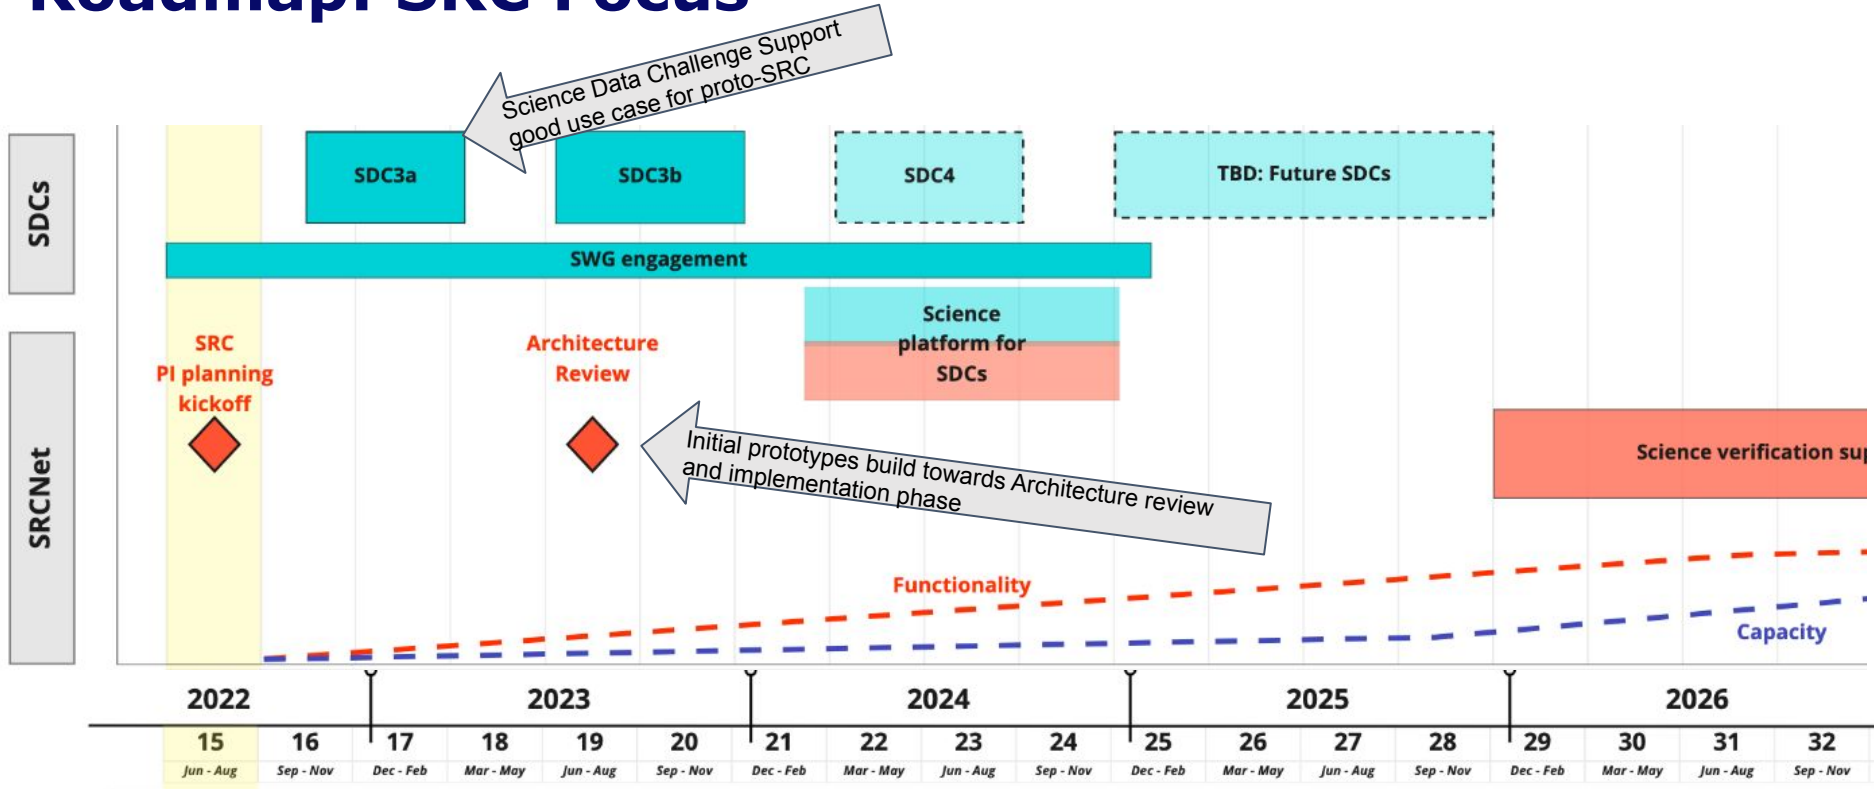 Roadmap: SRC Focus
Science Data Challenge Support
good use case for proto-SRC
SDCs
SDC3a
SDC3b
SDC4
TBD: Future SDCs
SWG engagement
Science
platform for
SDCs
SRCNet
SRC
PI planning
kickoff
Architecture
Review
Initial prototypes build towards Architecture review
and implementation phase
Science verification
Functionality
Capacity
2022 2023 2024 2025 2026
15 16 17 18 19 20 21 22 23 24 25 26 27 28 29 30 31 32
Jun - Aug Sep - Nov Dec - Feb Mar - May Jun - Aug Sep - Nov Dec - Feb Mar - May Jun - Aug Sep - Nov Dec - Feb Mar - May Jun - Aug Sep - Nov Dec - Feb Mar - May Jun - Aug Sep - Nov